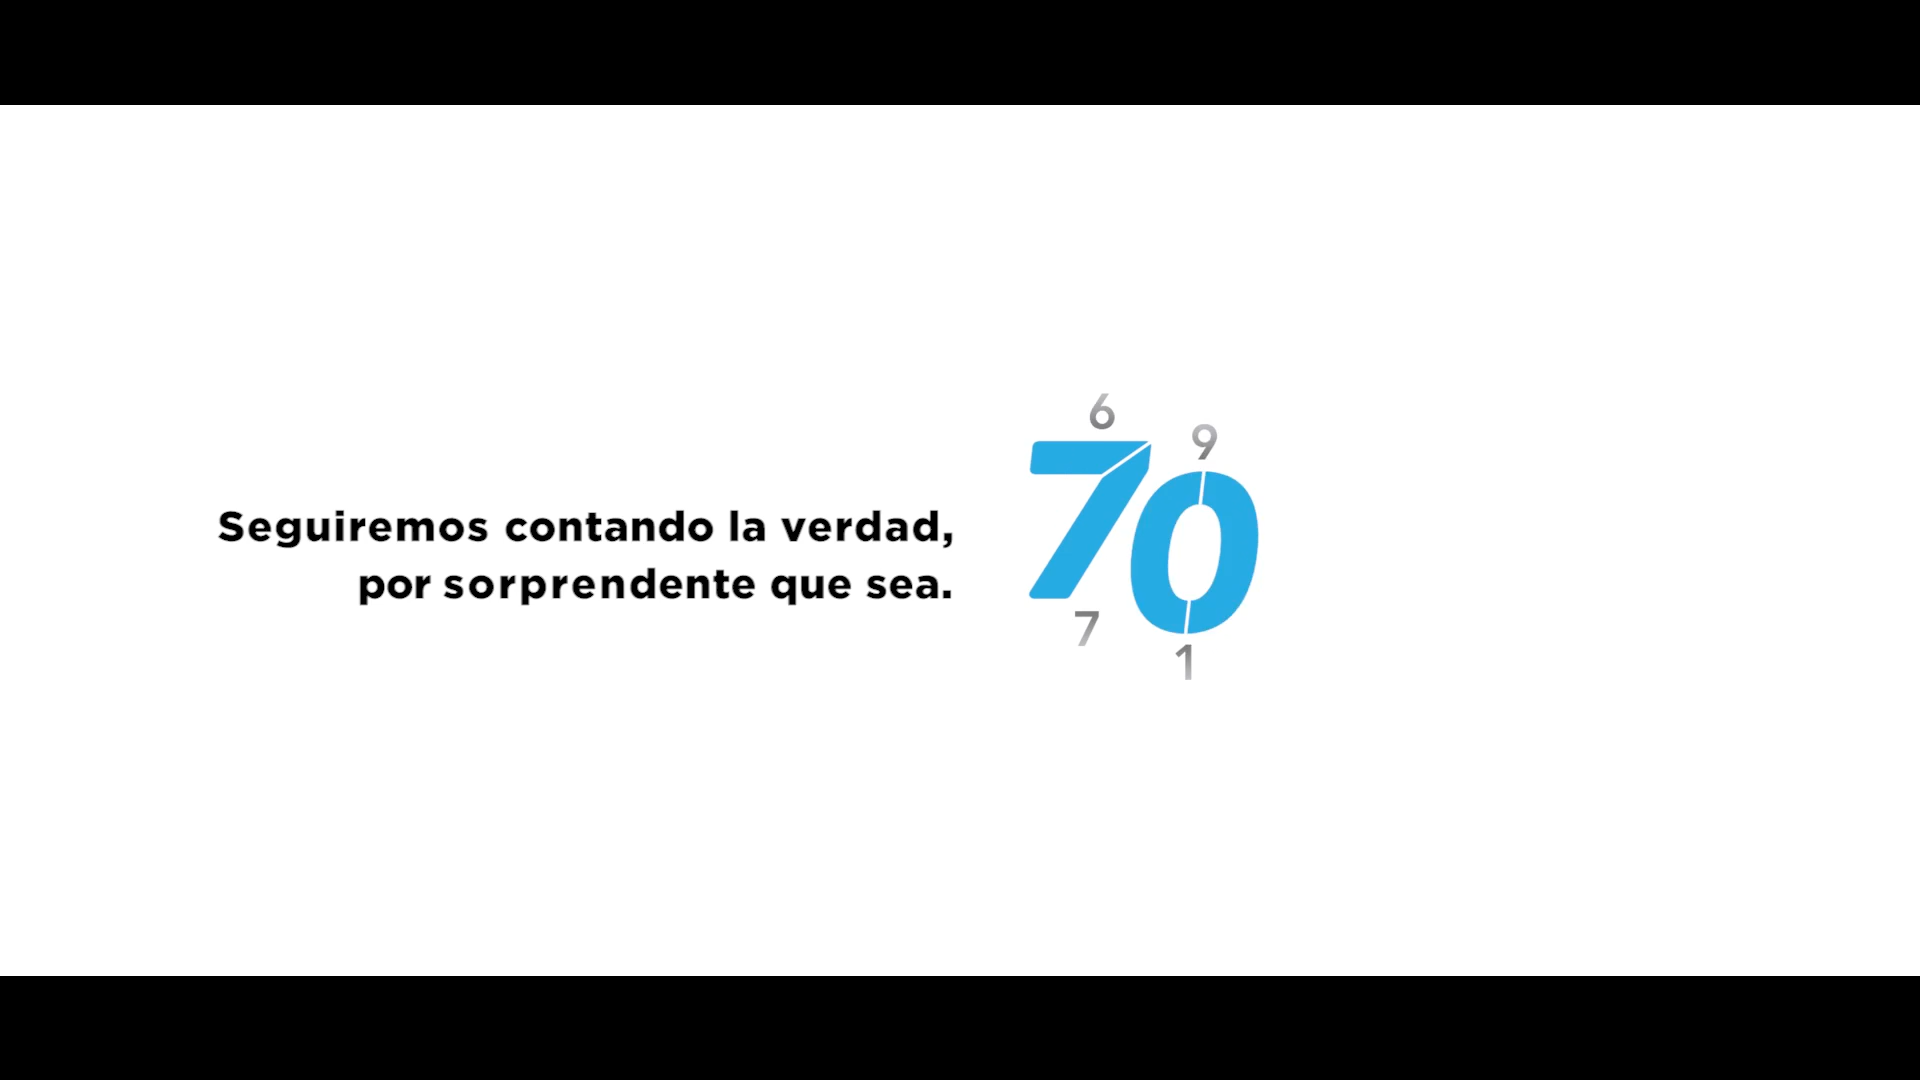 Seguiremos contando la verdad,
por sorprendente que sea.
6
9
70
7
1